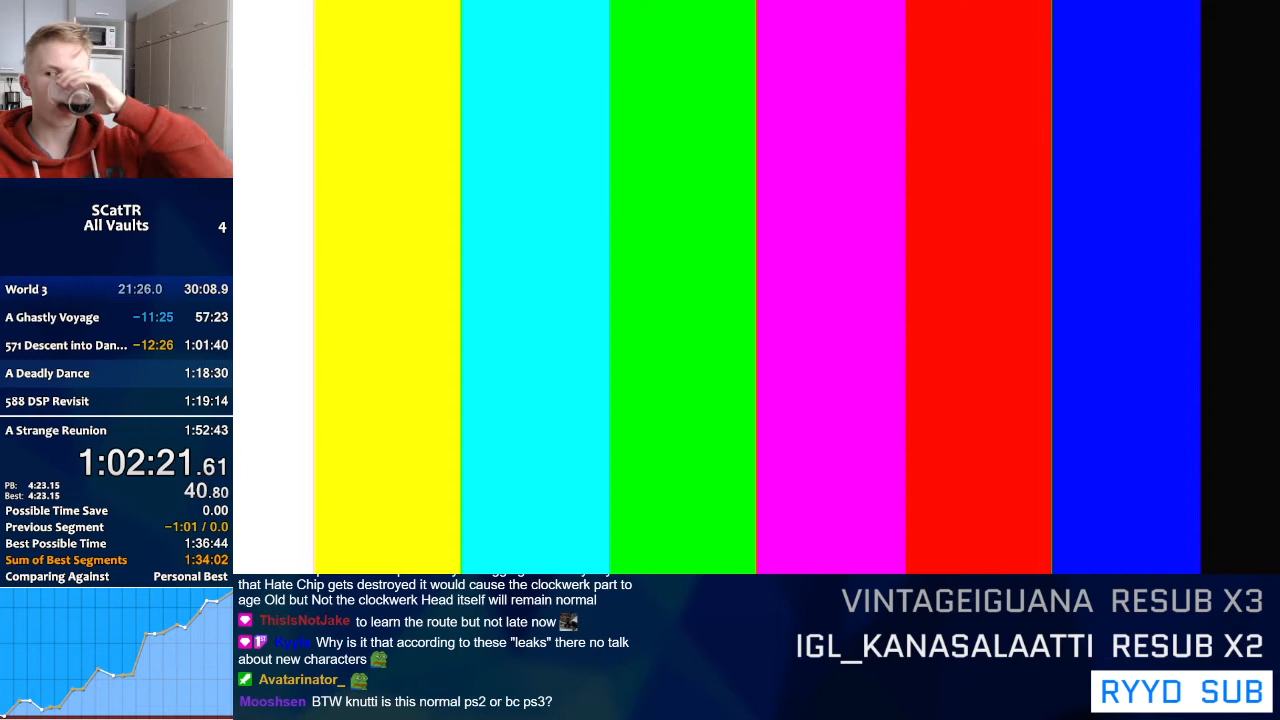 SCatTR
All Vaults
4
World 3 21:26.0 30:08.9
A Ghastly Voyage −11:25 57:23
571 Descent into Dan... −12:26 1:01:40
A Deadly Dance 1:18:30
588 DSP Revisit 1:19:14
A Strange Reunion 1:52:43
1:02:21.61
PB: 4:23.15
Best: 4:23.15
40.80
Possible Time Save 0.00
Previous Segment −1:01 / 0.0
Best Possible Time 1:36:44
Sum of Best Segments 1:34:02
Comparing Against Personal Best
that Hate Chip gets destroyed it would cause the clockwerk part to
age Old but Not the clockwerk Head itself will remain normal
ThisIsNotJake to learn the route but not late now
Why is it that according to these "leaks" there no talk
about new characters
Avatarinator_
Mooshsen BTW knutti is this normal ps2 or bc ps3?
VINTAGEIGUANA RESUB X3
IGL_KANASALAATTI RESUB X2
RYYD SUB